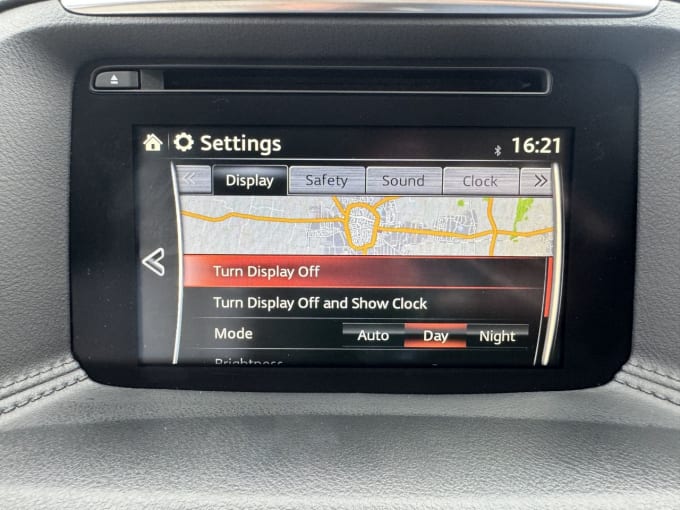 Settings 16:21
Display Safety Sound Clock
Turn Display Off
Turn Display Off and Show Clock
Mode Auto Day Night
Brightness